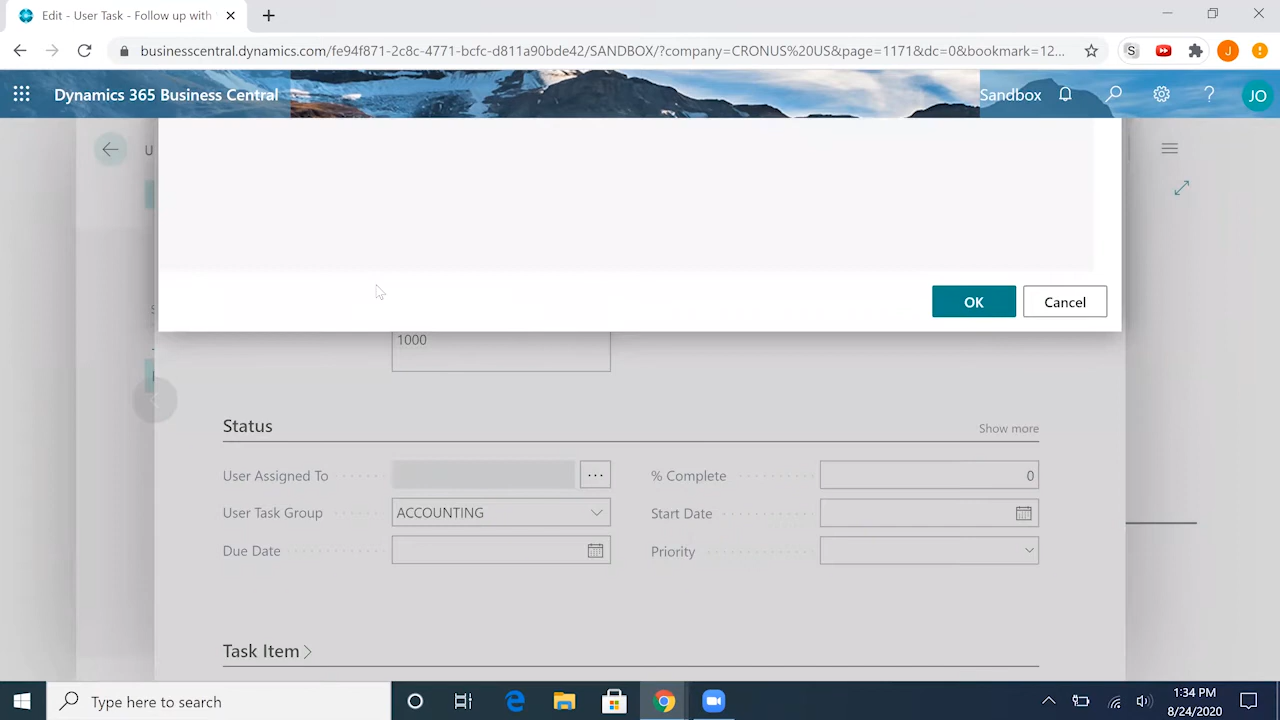 Edit - User Task - Follow up with
businesscentral.dynamics.com/fe94f871-2c8c-4771-bcfc-d811a90bde42/SANDBOX/?company=CRONUS%20US&page=1171&dc=0&bookmark=12...
S
J
Dynamics 365 Business Central
Sandbox
?
JO
U
OK
Cancel
1000
Status
Show more
User Assigned To
...
% Complete
0
User Task Group
ACCOUNTING
Start Date
Due Date
Priority
Task Item
Type here to search
1:34 PM
8/24/2020